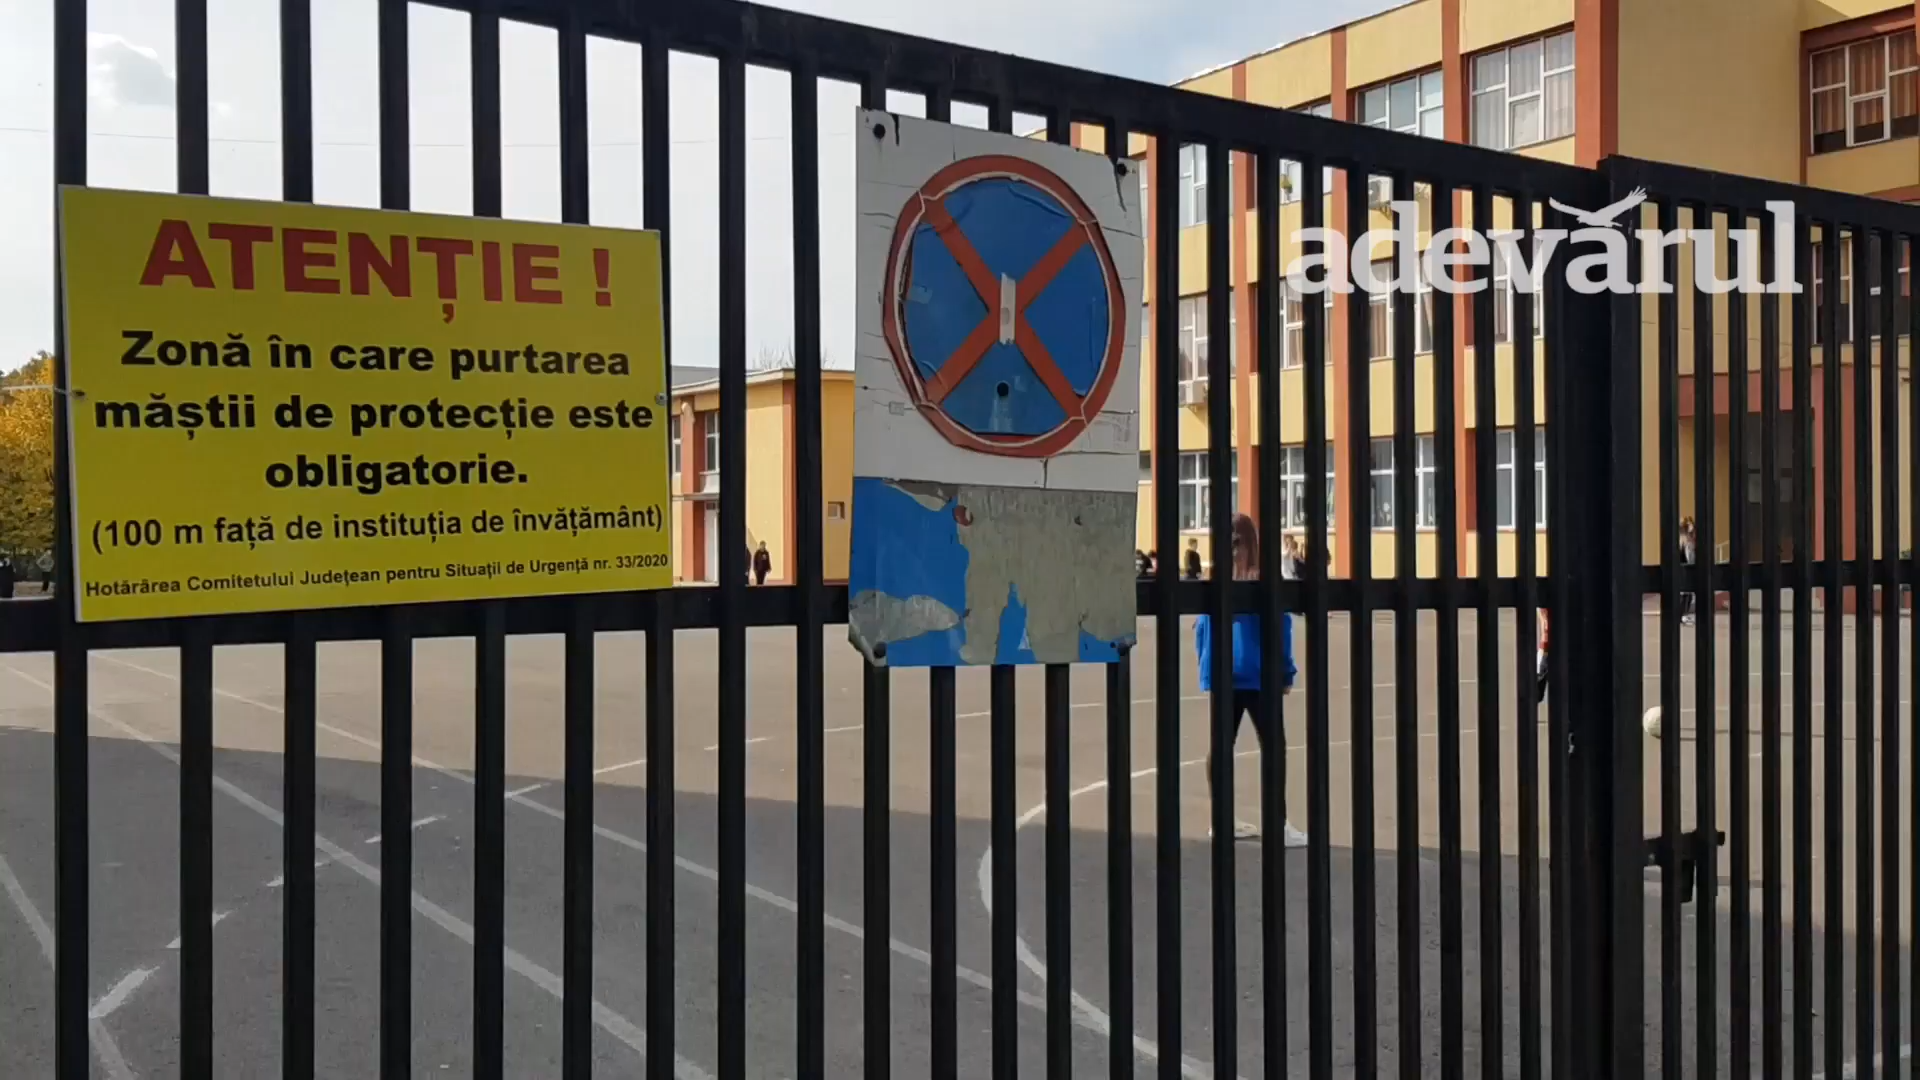 ATENȚIE !
Zonă în care purtarea
măștii de protecție este
obligatorie.
(100 m față de instituția de învățământ)
Hotărârea Comitetului Județean pentru Situații de Urgență nr. 33/2020
adevărul